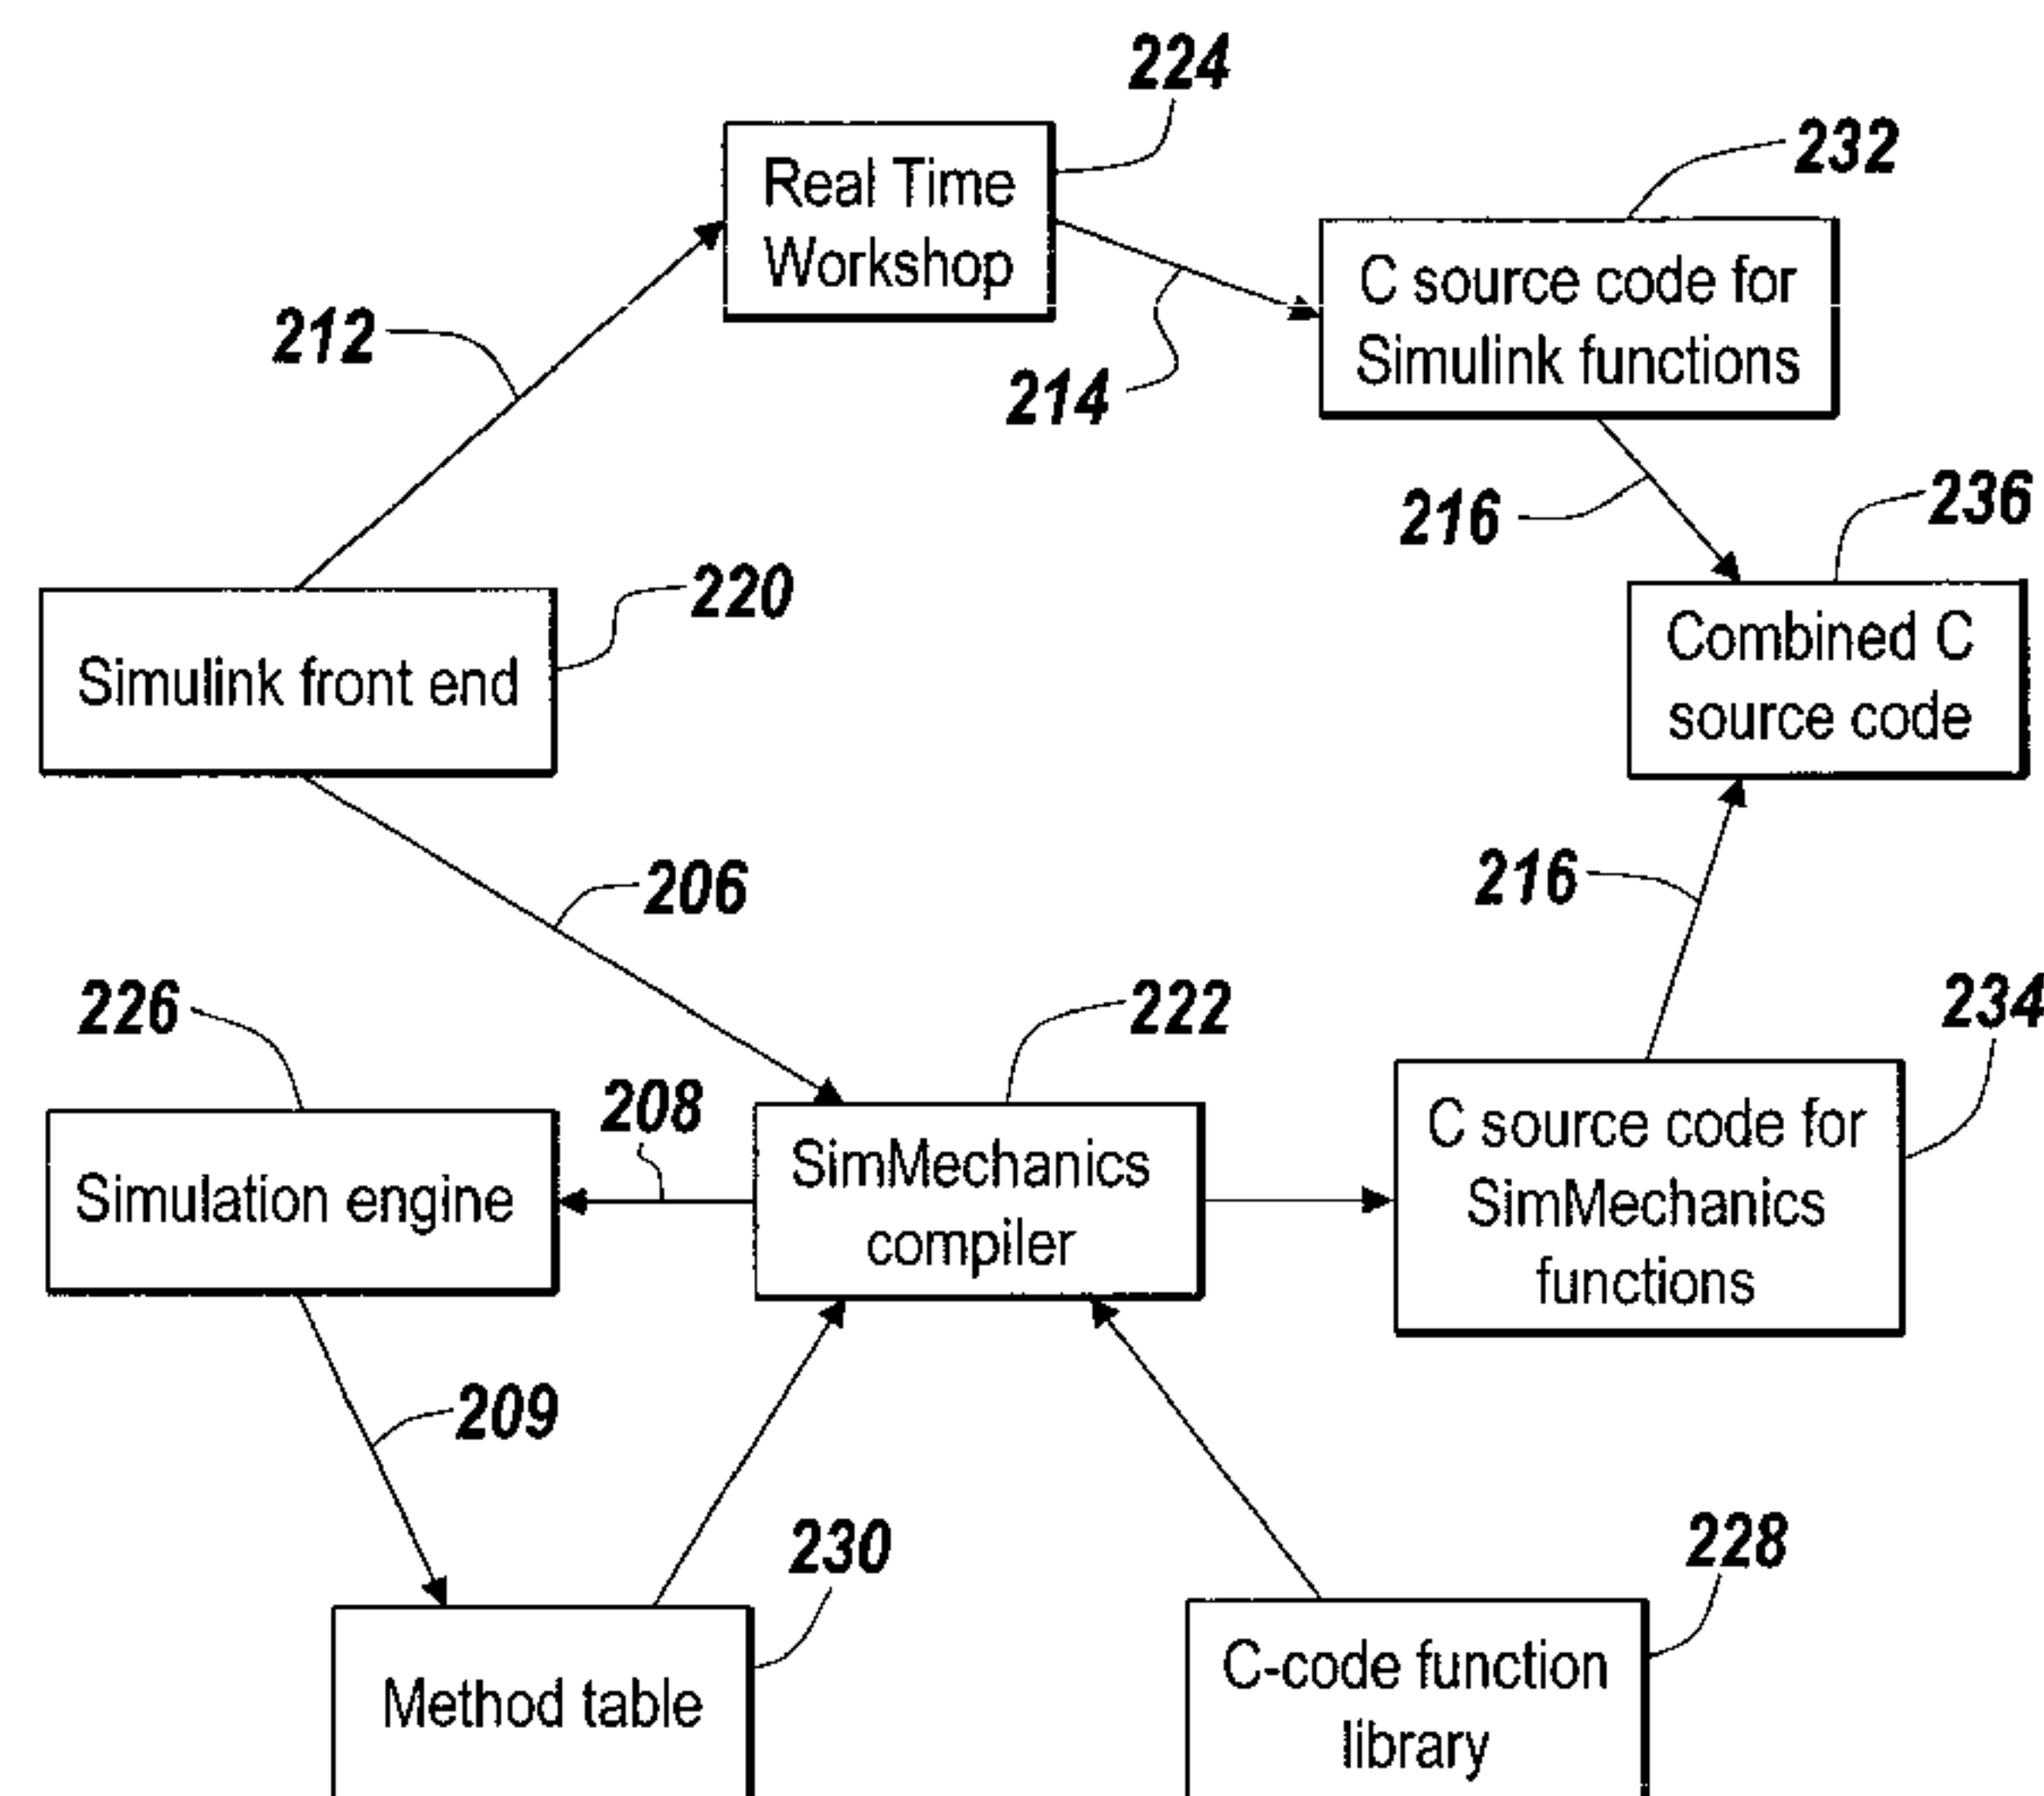 224
Real Time
Workshop
232
C source code for
Simulink functions
212
214
216
236
Combined C
source code
220
Simulink front end
206
216
226
222
234
208
Simulation engine
SimMechanics
compiler
C source code for
SimMechanics
functions
209
230
228
Method table
C-code function
library